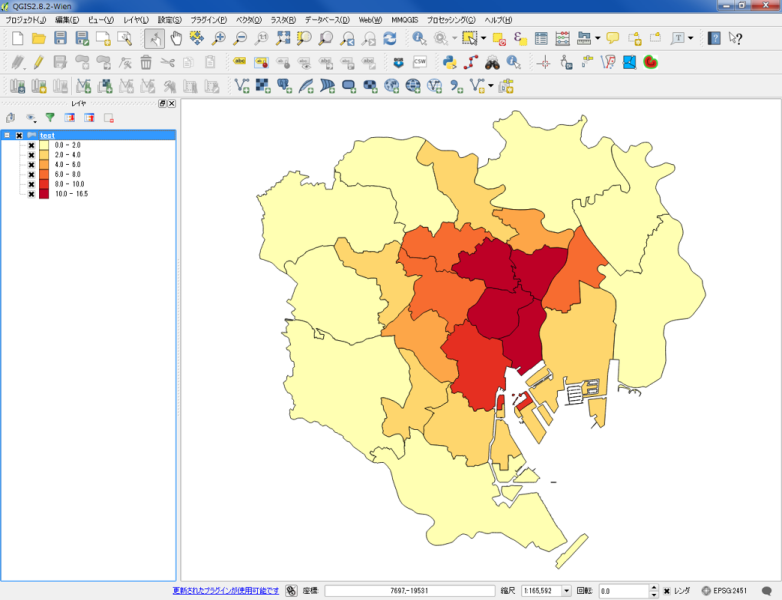 QGIS2.8.2-Wien
プロジェクト(J) 編集(E) ビュー(V) レイヤ(L) 設定(S) プラグイン(P) ベクタ(O) ラスタ(R) データベース(D) Web(W) MMQGIS プロセッシング(C) ヘルプ(H)
abc
CSW
レイヤ
test
0.0 - 2.0
2.0 - 4.0
4.0 - 6.0
6.0 - 8.0
8.0 - 10.0
10.0 - 16.5
更新されたプラグインが使用可能です 座標: 7697,-19531 縮尺 1:165,592 回転: 0.0 レンダ EPSG:2451